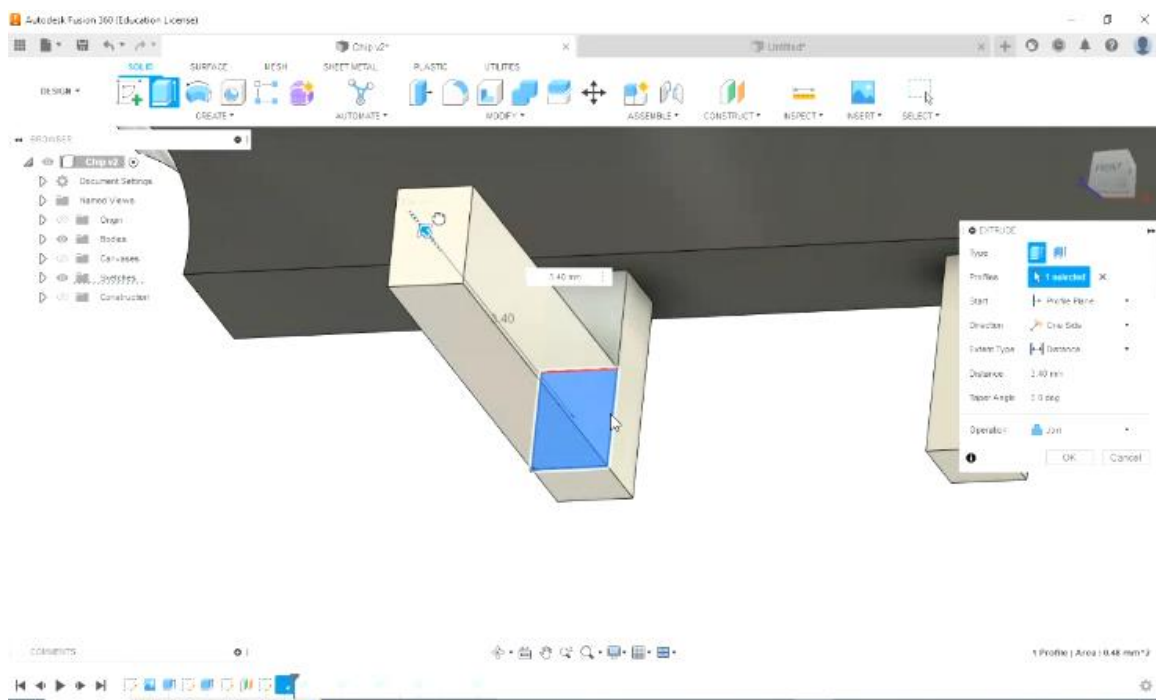 Autodesk Fusion 360 (Education License)
Chip v2*
Untitled*
SOLID SURFACE MESH SHEET METAL PLASTIC UTILITIES
DESIGN
CREATE AUTOMATE MODIFY ASSEMBLE CONSTRUCT INSPECT INSERT SELECT
BROWSER
Chip v2
Document Settings
Named Views
Origin
Bodies
Canvases
Sketches
Construction
FRONT
3.40 mm
3.40
EXTRUDE
Type
Profiles 1 selected
Start Profile Plane
Direction One Side
Extent Type Distance
Distance 3.40 mm
Taper Angle 0.0 deg
Operation Join
OK Cancel
COMMENTS
1 Profile | Area : 0.48 mm^2